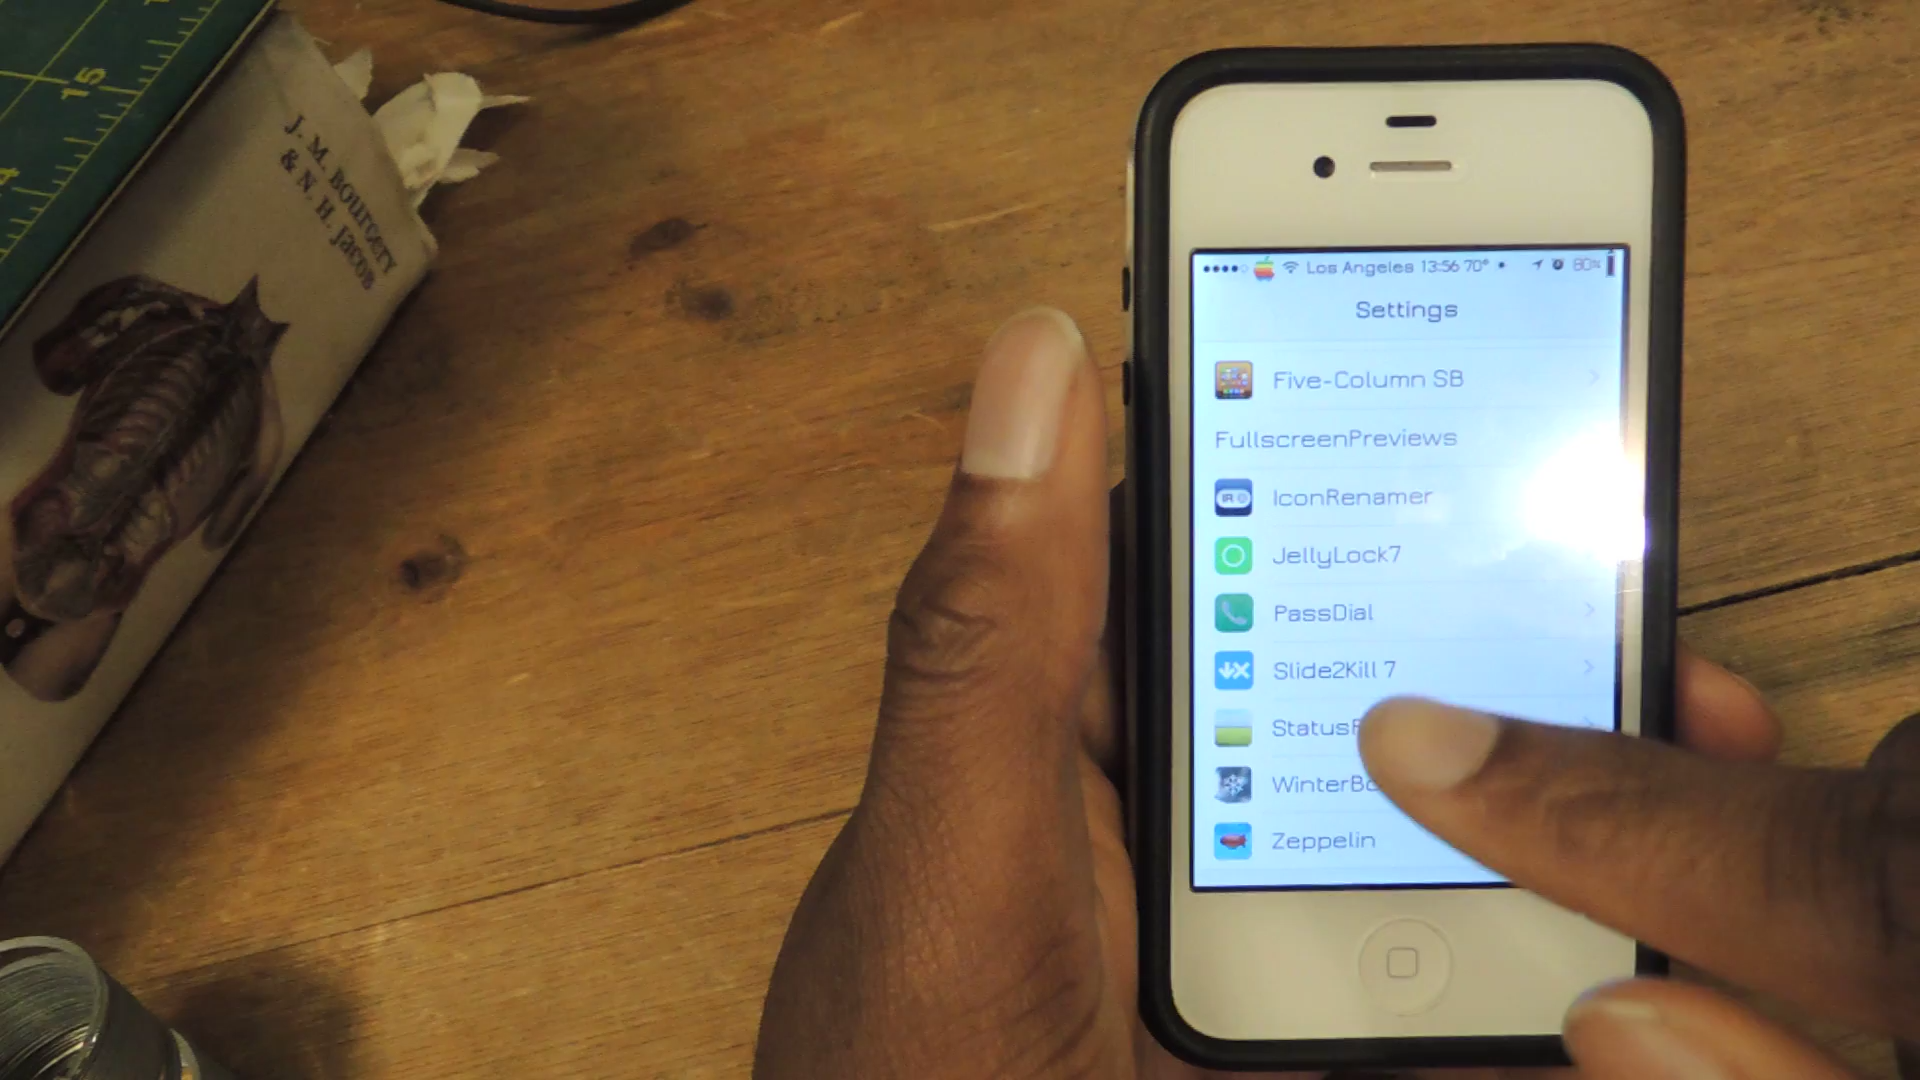 15
J. M. Bourgery
& N. H. Jacob
Los Angeles 13:56 70° 80%
Settings
Five-Column SB
FullscreenPreviews
IR
IconRenamer
JellyLock7
PassDial
Slide2Kill 7
Zeppelin